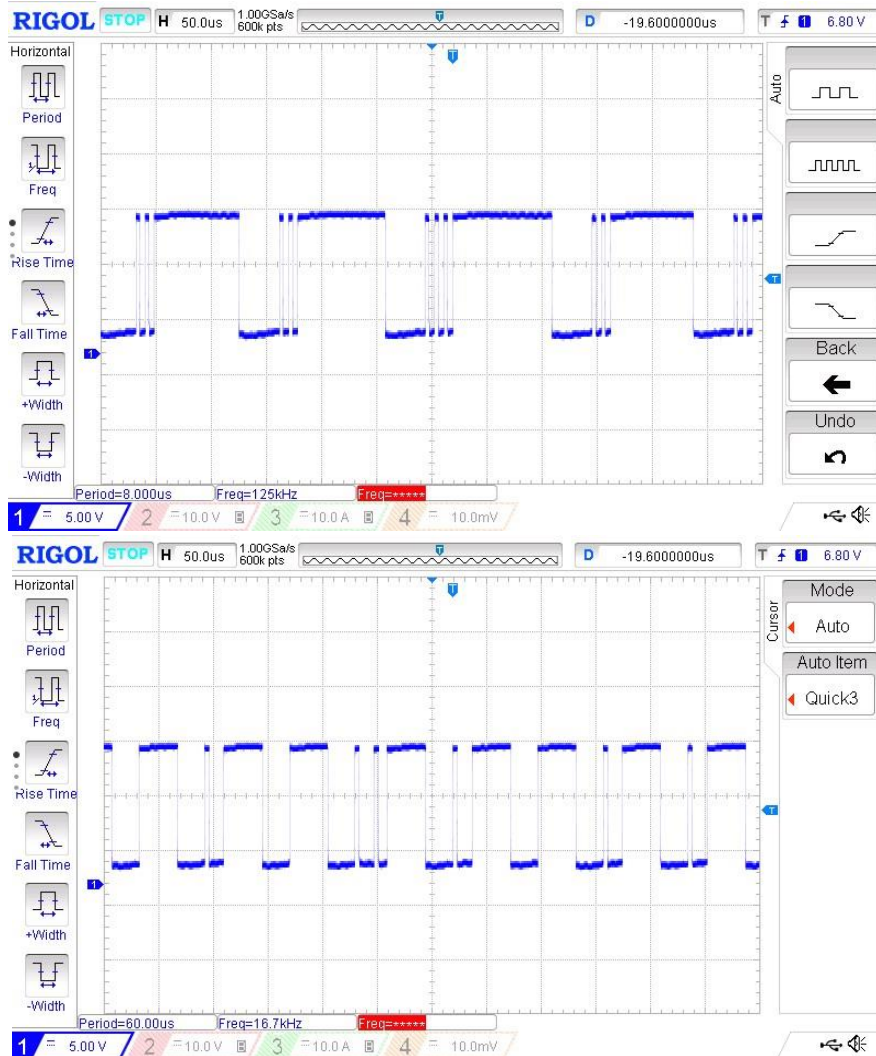 RIGOL STOP H 50.0us 1.00GSa/s 600k pts D -19.6000000us T 1 6.80 V
Horizontal
Period
Freq
Rise Time
Fall Time
+Width
-Width
Auto
Back
Undo
T
T
1
Period=8.000us Freq=125kHz Freq=*****
1 = 5.00 V 2 = 10.0 V 3 = 10.0 A 4 = 10.0mV
RIGOL STOP H 50.0us 1.00GSa/s 600k pts D -19.6000000us T 1 6.80 V
Horizontal
Period
Freq
Rise Time
Fall Time
+Width
-Width
Cursor
Mode
Auto
Auto Item
Quick3
T
T
1
Period=60.00us Freq=16.7kHz Freq=*****
1 = 5.00 V 2 = 10.0 V 3 = 10.0 A 4 = 10.0mV